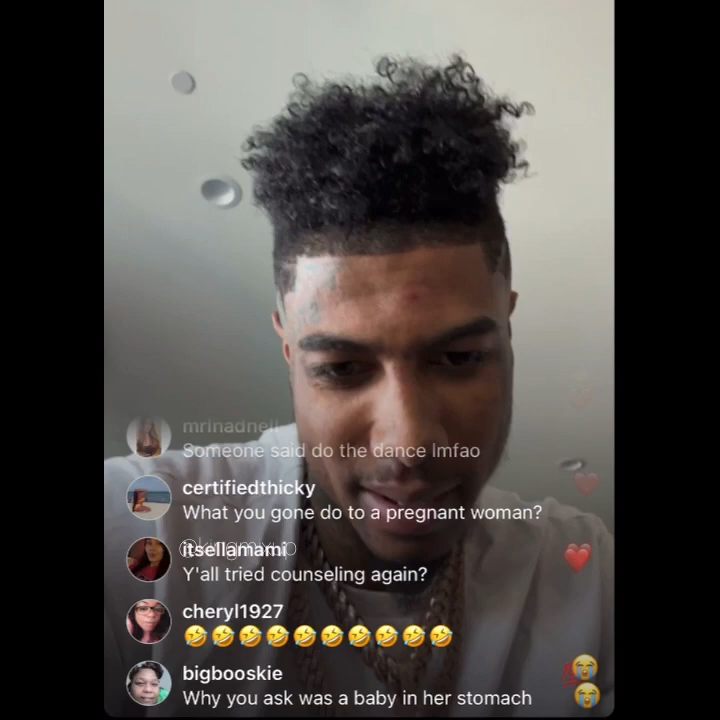 mrinadnell
Someone said do the dance lmfao
certifiedthicky
What you gone do to a pregnant woman?
itsellamami
Y'all tried counseling again?
cheryl1927
🤣🤣🤣🤣🤣🤣🤣🤣🤣🤣
bigbooskie
Why you ask was a baby in her stomach